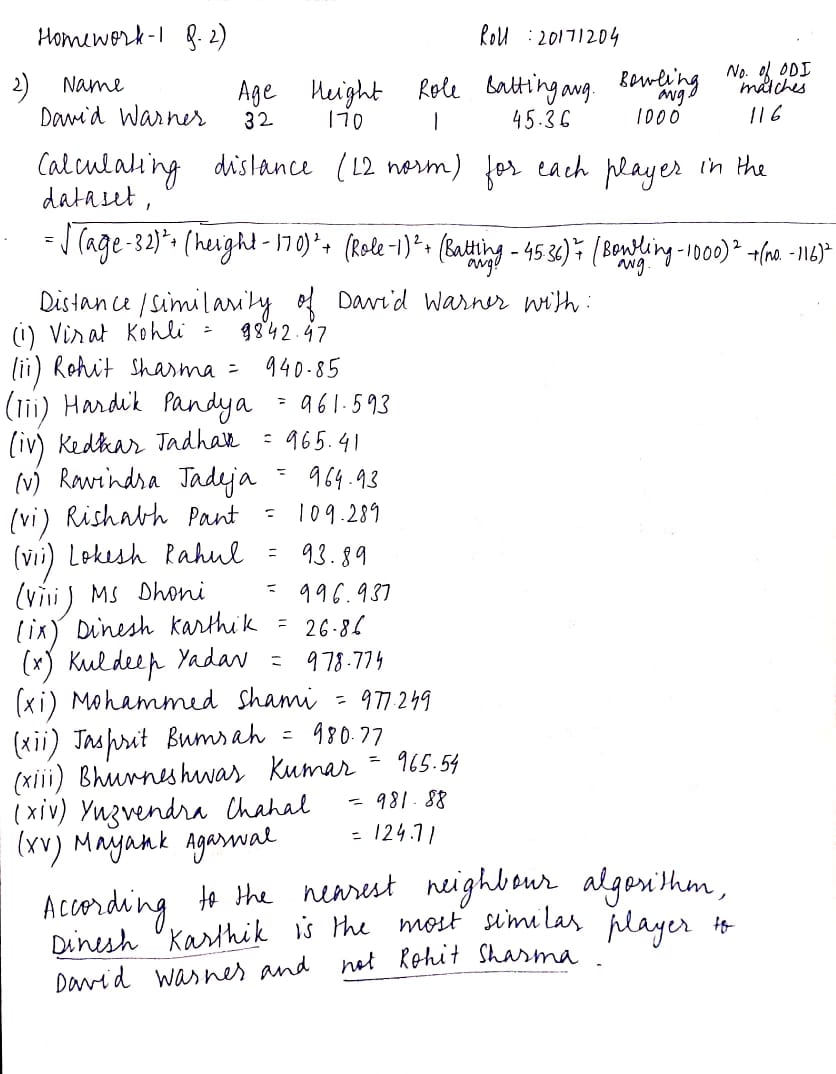 Homework-1 Q.2) Roll : 20171204
2) Name Age Height Role Batting avg. Bowling avg No. of ODI matches
David Warner 32 170 1 45.36 1000 116
Calculating distance (L2 norm) for each player in the
dataset,
= √(age-32)²+ (height-170)²+ (Role-1)²+ (Batting avg. - 45.36)²+ (Bowling avg. -1000)² +(no. -116)²
Distance/similarity of David Warner with:
(i) Virat Kohli = 9842.47
(ii) Rohit Sharma = 940.85
(iii) Hardik Pandya = 961.593
(iv) Kedhar Jadhav = 965.41
(v) Ravindra Jadeja = 964.93
(vi) Rishabh Pant = 109.289
(vii) Lokesh Rahul = 93.89
(viii) MS Dhoni = 996.937
(ix) Dinesh Karthik = 26.86
(x) Kuldeep Yadav = 978.774
(xi) Mohammed Shami = 977.249
(xii) Jasprit Bumrah = 980.77
(xiii) Bhuvneshwar Kumar = 965.54
(xiv) Yuzvendra Chahal = 981.88
(xv) Mayank Agarwal = 124.71
According to the nearest neighbour algorithm,
Dinesh Karthik is the most similar player to
David Warner and not Rohit Sharma.